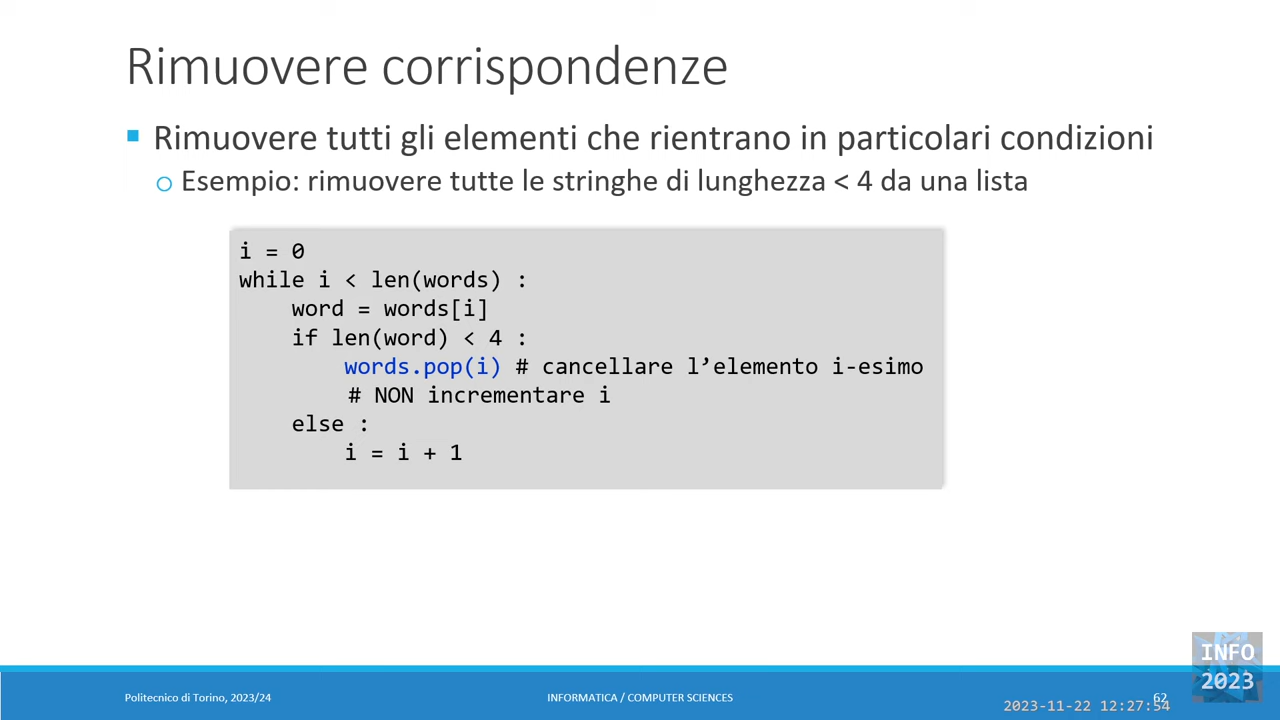 Rimuovere corrispondenze
Rimuovere tutti gli elementi che rientrano in particolari condizioni
Esempio: rimuovere tutte le stringhe di lunghezza < 4 da una lista
i = 0
while i < len(words) :
    word = words[i]
    if len(word) < 4 :
        words.pop(i) # cancellare l’elemento i-esimo
        # NON incrementare i
    else :
        i = i + 1
INFO
2023
Politecnico di Torino, 2023/24
INFORMATICA / COMPUTER SCIENCES
62
2023-11-22 12:27:54